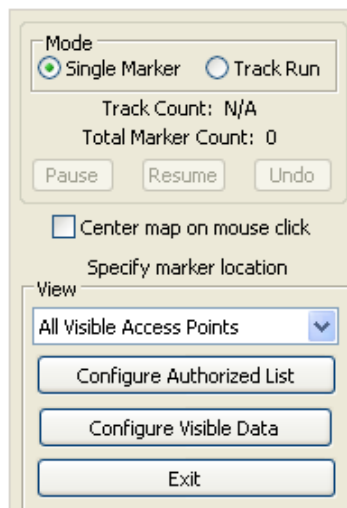 Mode
Single Marker Track Run
Track Count: N/A
Total Marker Count: 0
Pause Resume Undo
Center map on mouse click
Specify marker location
View
All Visible Access Points
Configure Authorized List
Configure Visible Data
Exit